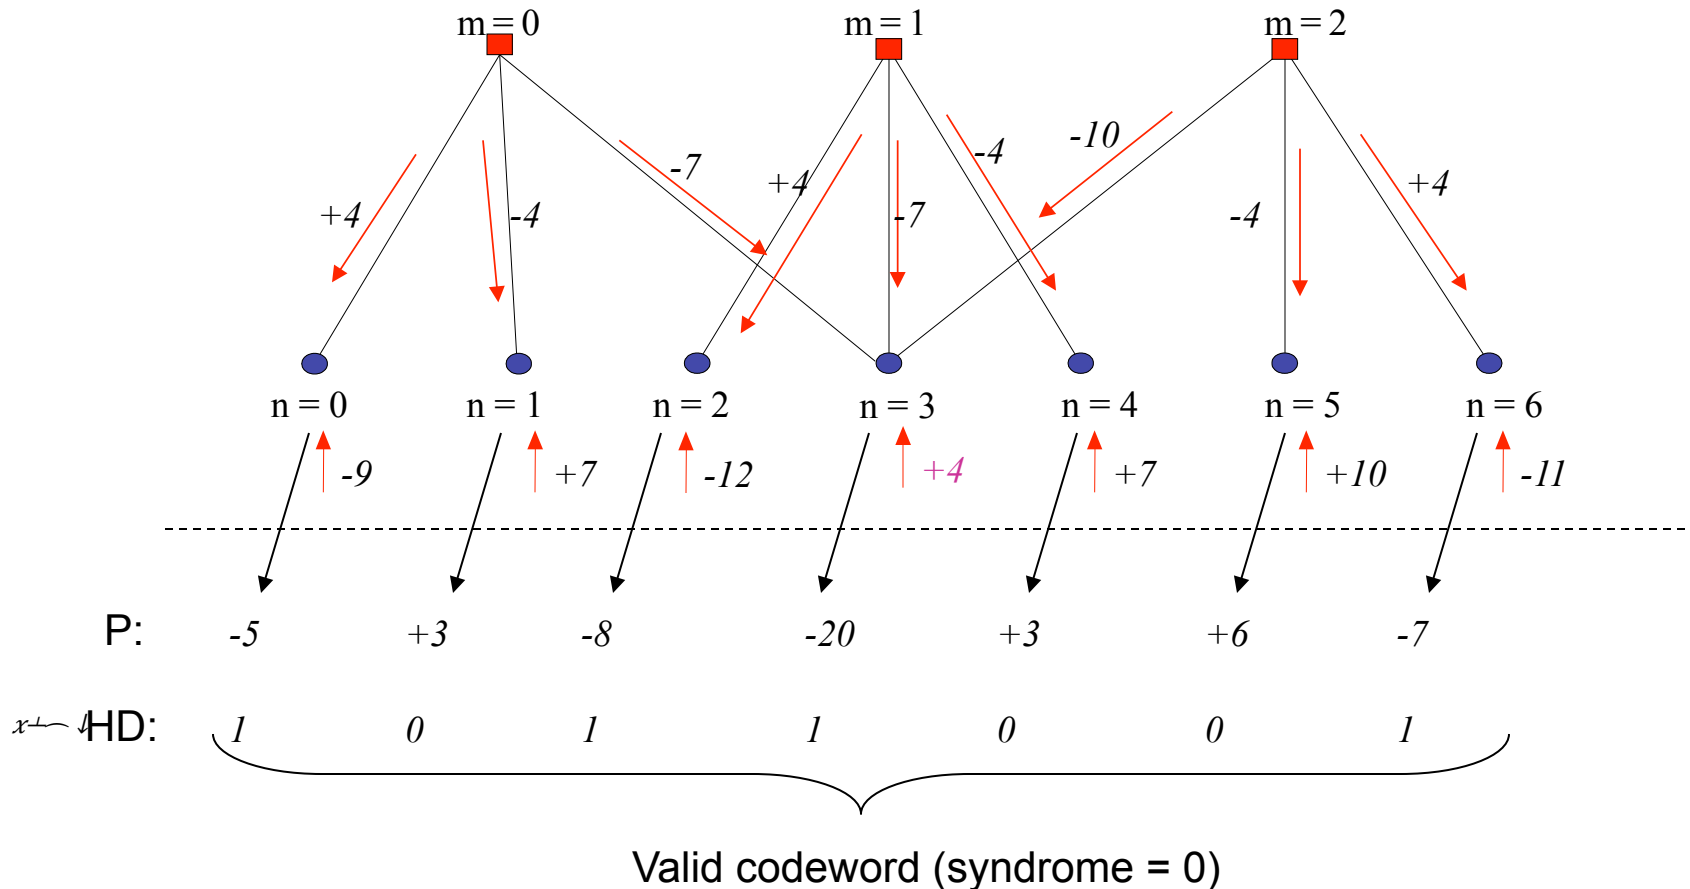 m = 0 m = 1 m = 2
-7 +4 -4 -10
+4 -4 -7 -4 +4
n = 0 n = 1 n = 2 n = 3 n = 4 n = 5 n = 6
-9 +7 -12 +4 +7 +10 -11
P: -5 +3 -8 -20 +3 +6 -7
HD: 1 0 1 1 0 0 1
Valid codeword (syndrome = 0)